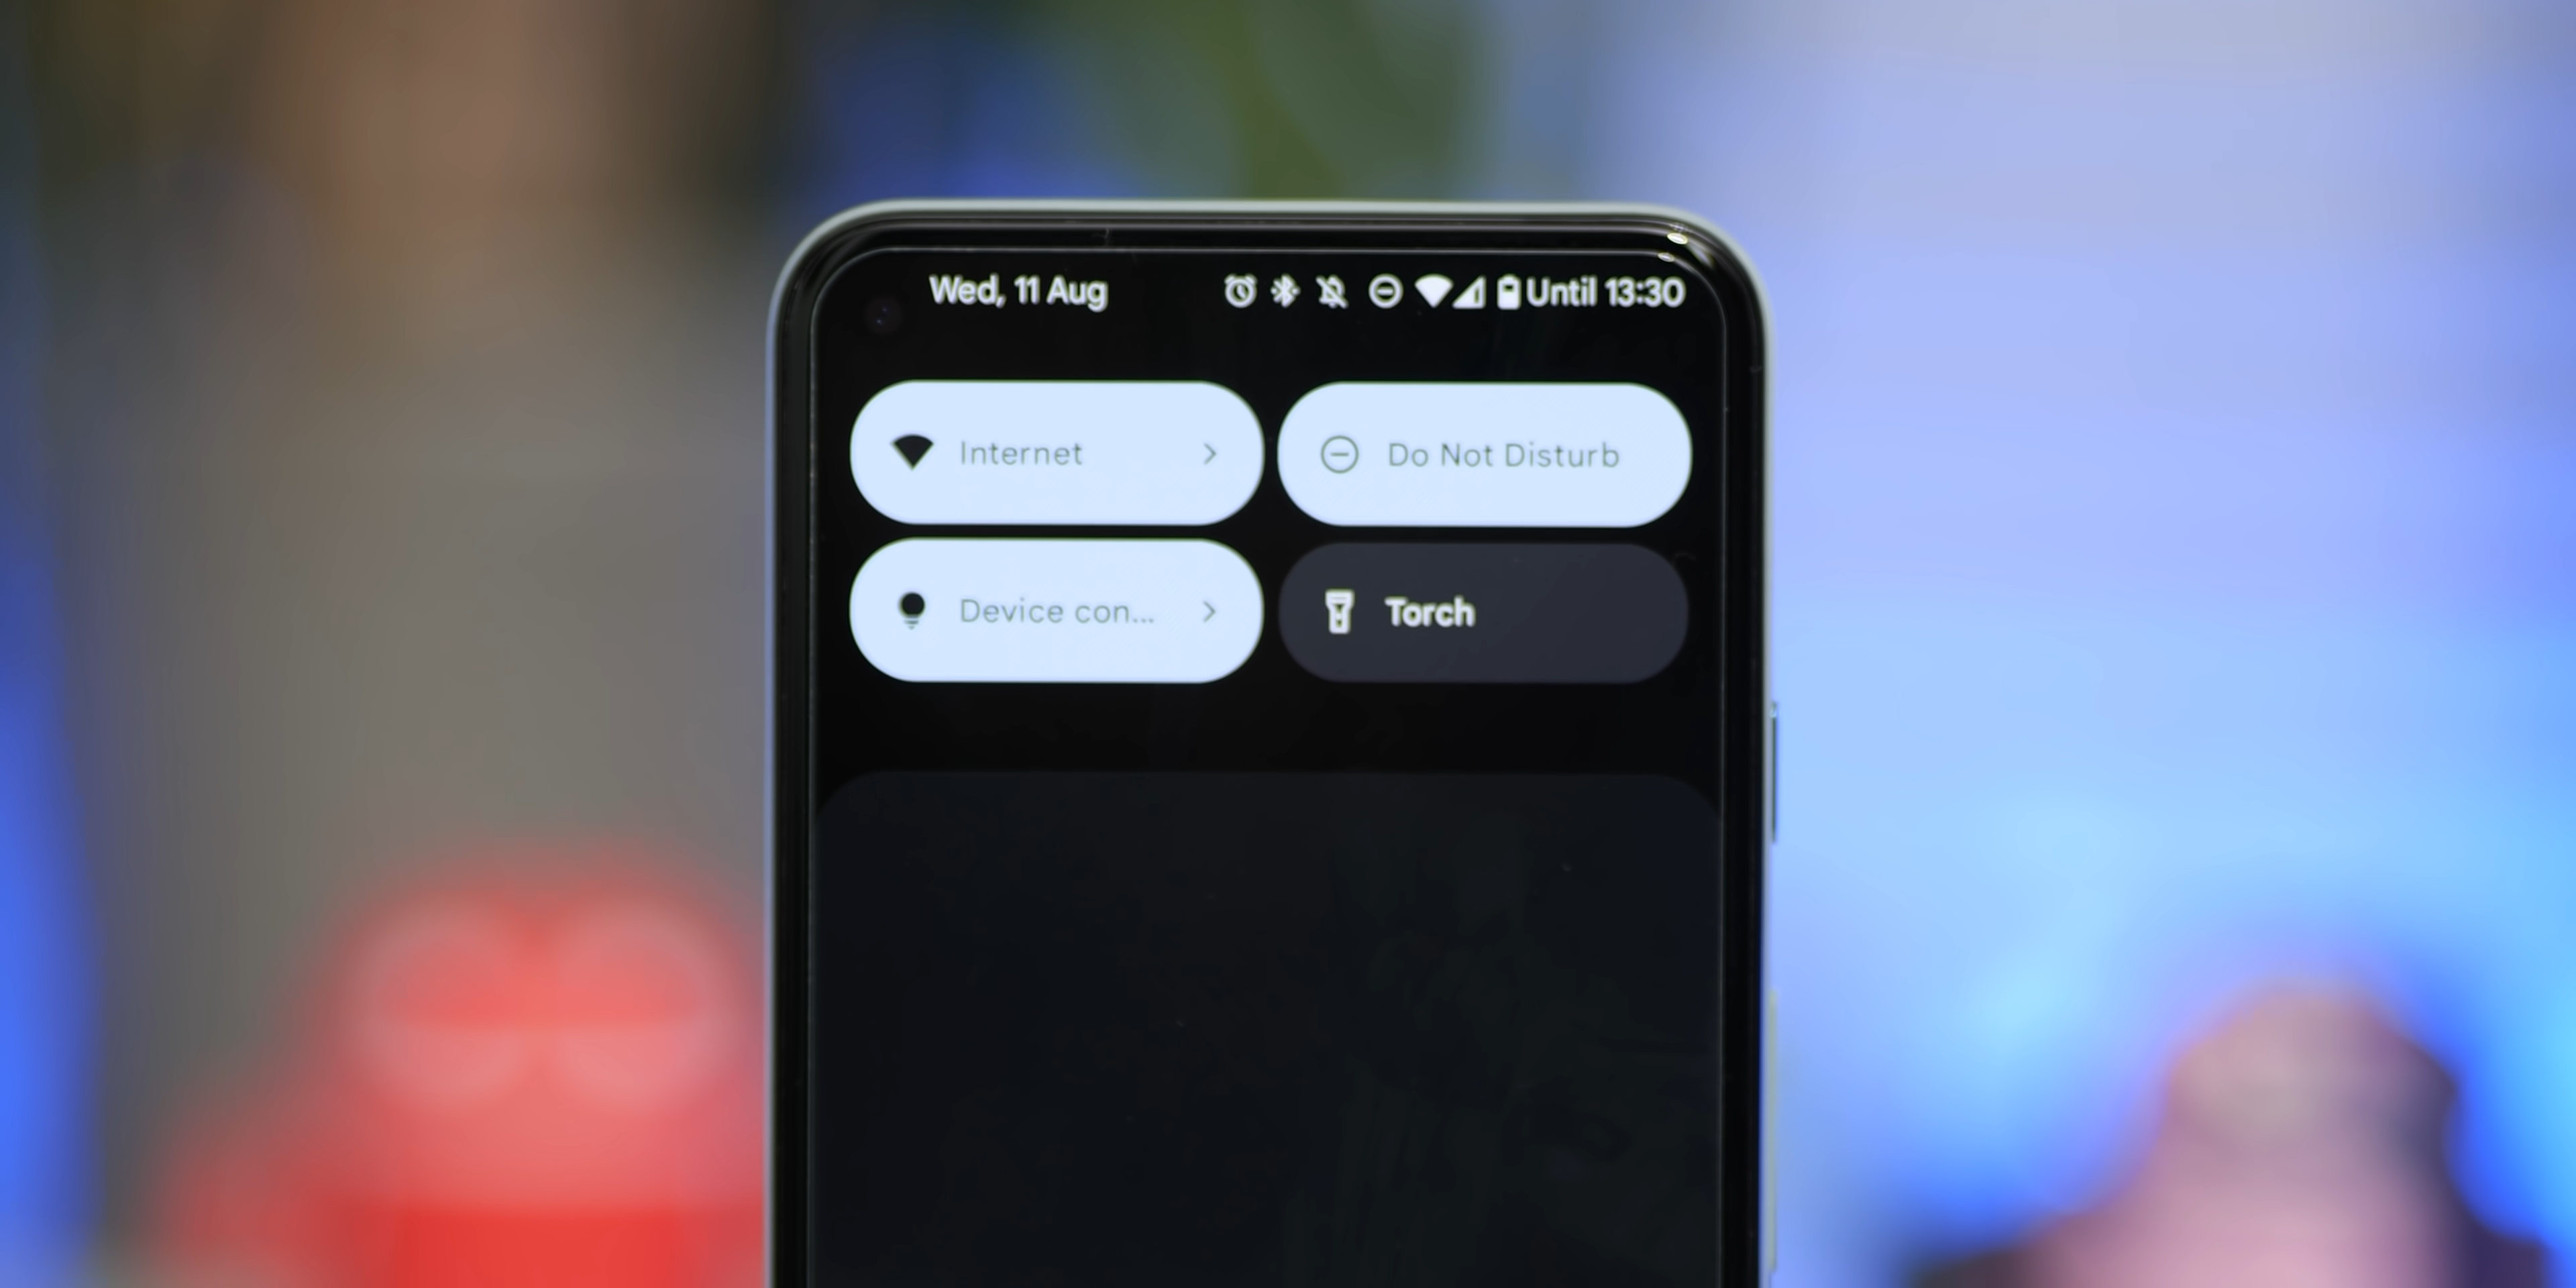 Wed, 11 Aug Until 13:30
Internet Do Not Disturb
Device con... Torch